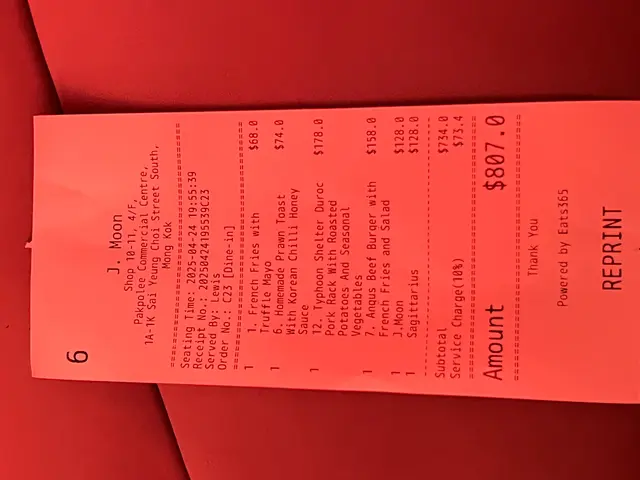 6
J. Moon
Shop 10-11, 4/F,
Pakpolee Commercial Centre,
1A-1K Sai Yeung Choi Street South,
Mong Kok
Seating Time: 2025-04-24 19:55:39
Receipt No.: 20250424195539C23
Served By: Lewis
Order No.: C23 [Dine-in]
1 1. French Fries with $68.0
Truffle Mayo
1 6. Homemade Prawn Toast $74.0
With Korean Chilli Honey
Sauce
1 12. Typhoon Shelter Duroc $178.0
Pork Rack With Roasted
Potatoes And Seasonal
Vegetables
1 7. Angus Beef Burger with $158.0
French Fries and Salad
1 J.Moon $128.0
1 Sagittarius $128.0
Subtotal $734.0
Service Charge(10%) $73.4
Amount $807.0
Thank You
Powered by Eats365
REPRINT